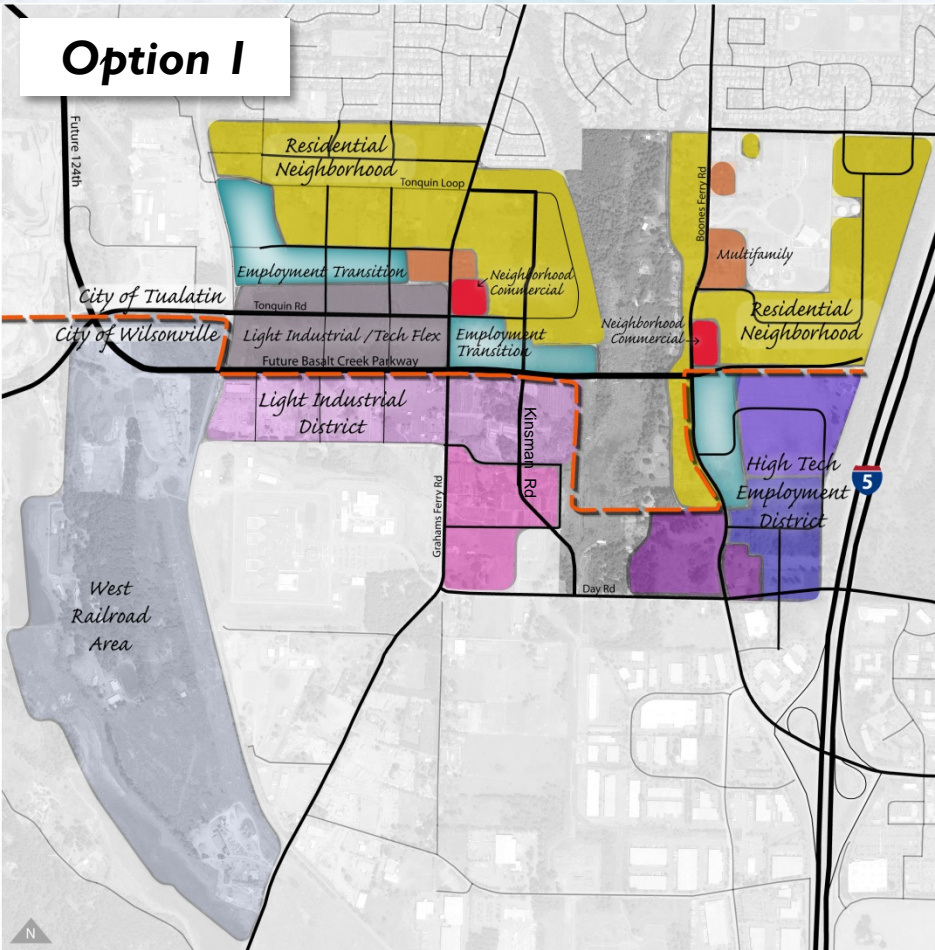 Option 1
Future 124th
Residential
Neighborhood
Tonquin Loop
Boones Ferry Rd
Multifamily
Employment Transition
Neighborhood
Commercial
City of Tualatin
Tonquin Rd
Residential
Neighborhood
City of Wilsonville
Light Industrial / Tech Flex
Employment
Transition
Neighborhood
Commercial
Future Basalt Creek Parkway
Light Industrial
District
Kinsman Rd
High Tech
Employment
District
5
Grahams Ferry Rd
West
Railroad
Area
Day Rd
N